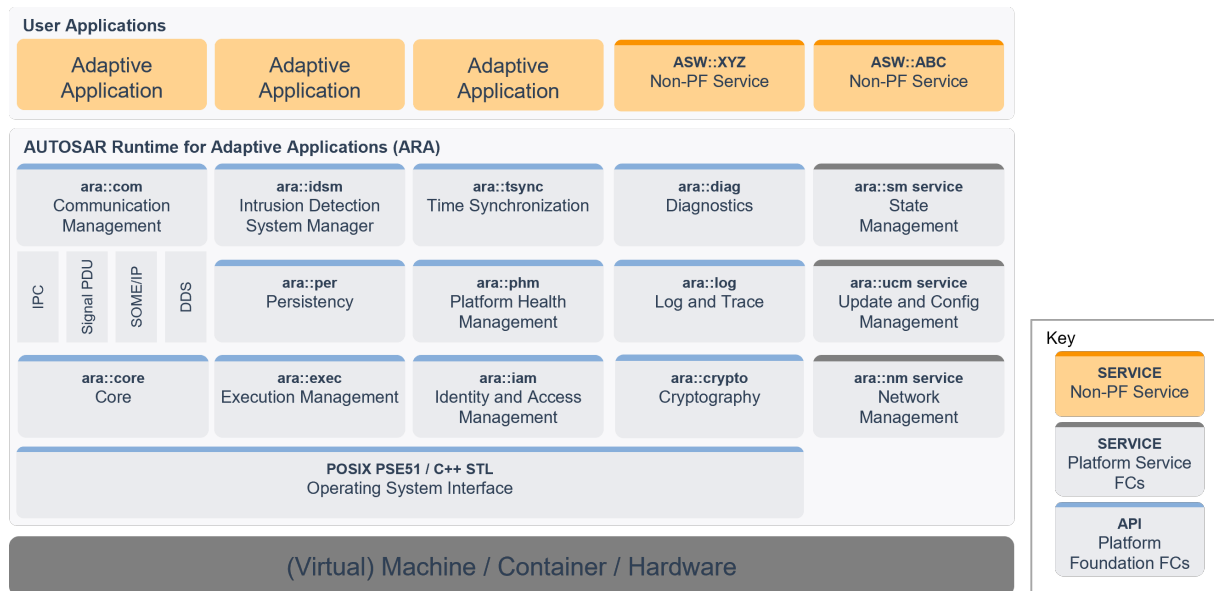 User Applications
Adaptive
Application
Adaptive
Application
Adaptive
Application
ASW::XYZ
Non-PF Service
ASW::ABC
Non-PF Service
AUTOSAR Runtime for Adaptive Applications (ARA)
ara::com
Communication
Management
ara::idsm
Intrusion Detection
System Manager
ara::tsync
Time Synchronization
ara::diag
Diagnostics
ara::sm service
State
Management
IPC
Signal PDU
SOME/IP
DDS
ara::per
Persistency
ara::phm
Platform Health
Management
ara::log
Log and Trace
ara::ucm service
Update and Config
Management
ara::core
Core
ara::exec
Execution Management
ara::iam
Identity and Access
Management
ara::crypto
Cryptography
ara::nm service
Network
Management
POSIX PSE51 / C++ STL
Operating System Interface
(Virtual) Machine / Container / Hardware
Key
SERVICE
Non-PF Service
SERVICE
Platform Service
FCs
API
Platform
Foundation FCs